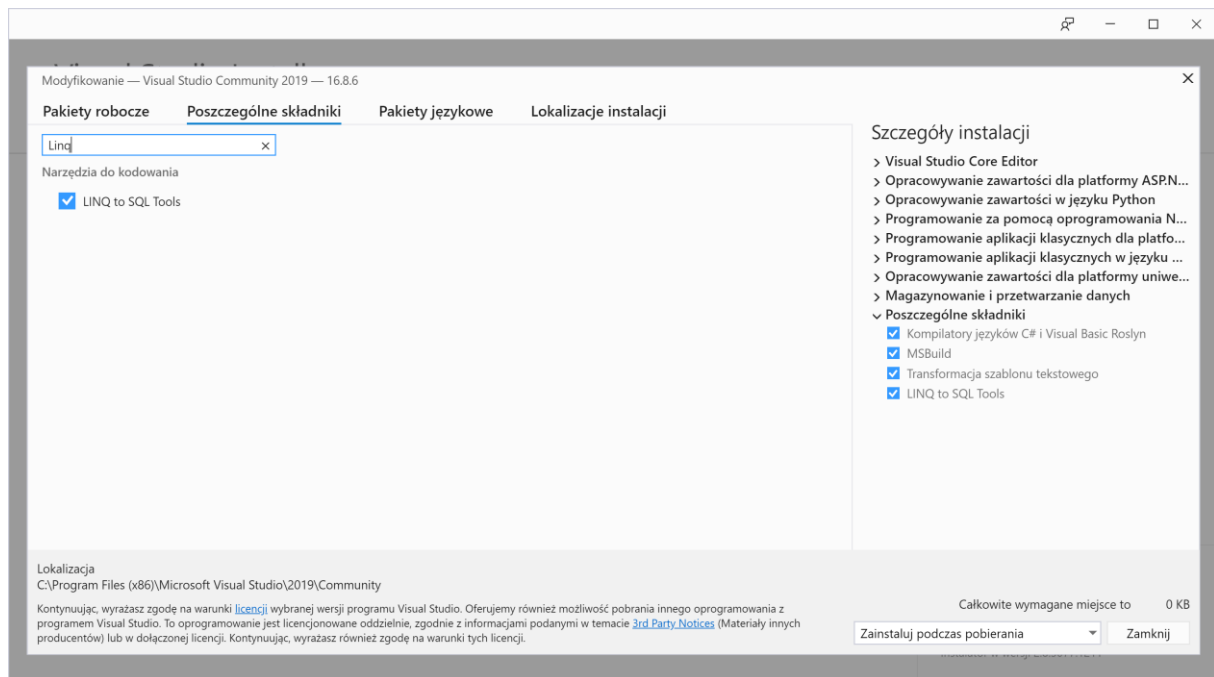 Modyfikowanie — Visual Studio Community 2019 — 16.8.6
Pakiety robocze
Poszczególne składniki
Pakiety językowe
Lokalizacje instalacji
Linq
Narzędzia do kodowania
LINQ to SQL Tools
Szczegóły instalacji
Visual Studio Core Editor
Opracowywanie zawartości dla platformy ASP.N...
Opracowywanie zawartości w języku Python
Programowanie za pomocą oprogramowania N...
Programowanie aplikacji klasycznych dla platfo...
Programowanie aplikacji klasycznych w języku ...
Opracowywanie zawartości dla platformy uniwe...
Magazynowanie i przetwarzanie danych
Poszczególne składniki
Kompilatory języków C# i Visual Basic Roslyn
MSBuild
Transformacja szablonu tekstowego
LINQ to SQL Tools
Lokalizacja
C:\Program Files (x86)\Microsoft Visual Studio\2019\Community
Kontynuując, wyrażasz zgodę na warunki licencji wybranej wersji programu Visual Studio. Oferujemy również możliwość pobrania innego oprogramowania z
programem Visual Studio. To oprogramowanie jest licencjonowane oddzielnie, zgodnie z informacjami podanymi w temacie 3rd Party Notices (Materiały innych
producentów) lub w dołączonej licencji. Kontynuując, wyrażasz również zgodę na warunki tych licencji.
Całkowite wymagane miejsce to 0 KB
Zainstaluj podczas pobierania
Zamknij